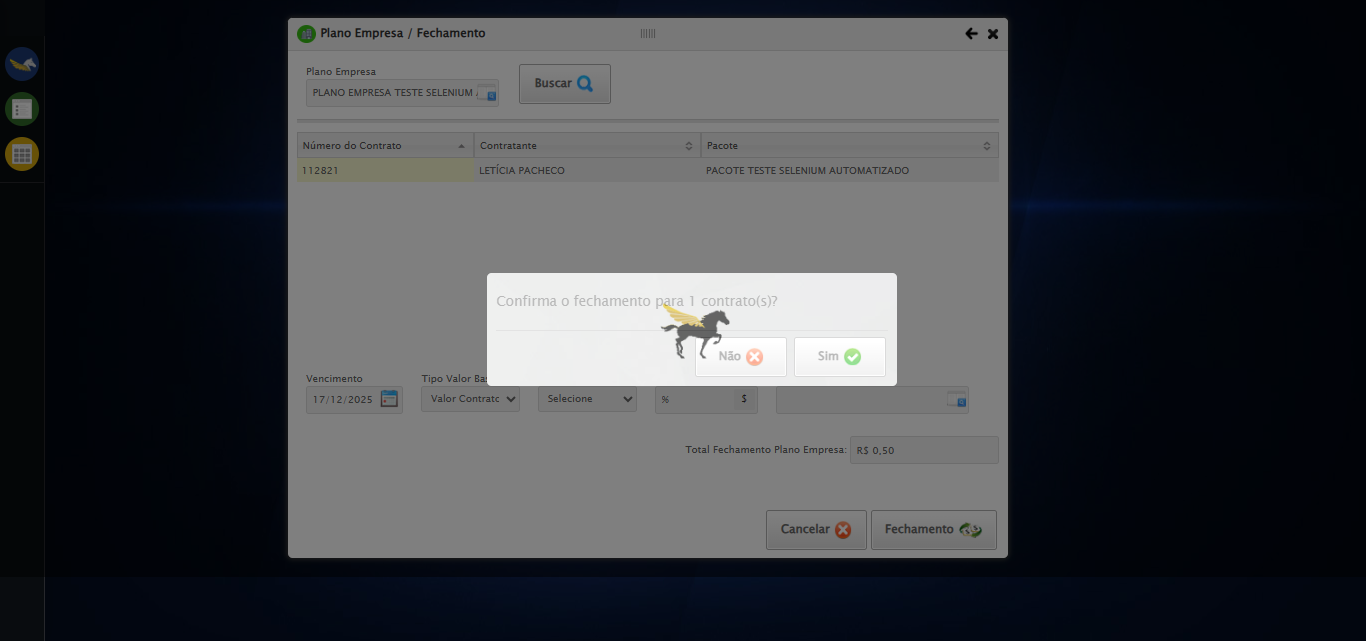 Plano Empresa / Fechamento
Plano Empresa
PLANO EMPRESA TESTE SELENIUM
Buscar
Número do Contrato Contratante Pacote
112821 LETÍCIA PACHECO PACOTE TESTE SELENIUM AUTOMATIZADO
Confirma o fechamento para 1 contrato(s)?
Não Sim
Vencimento Tipo Valor Bas
17/12/2025 Valor Contrato Selecione % $
Total Fechamento Plano Empresa: R$ 0,50
Cancelar Fechamento